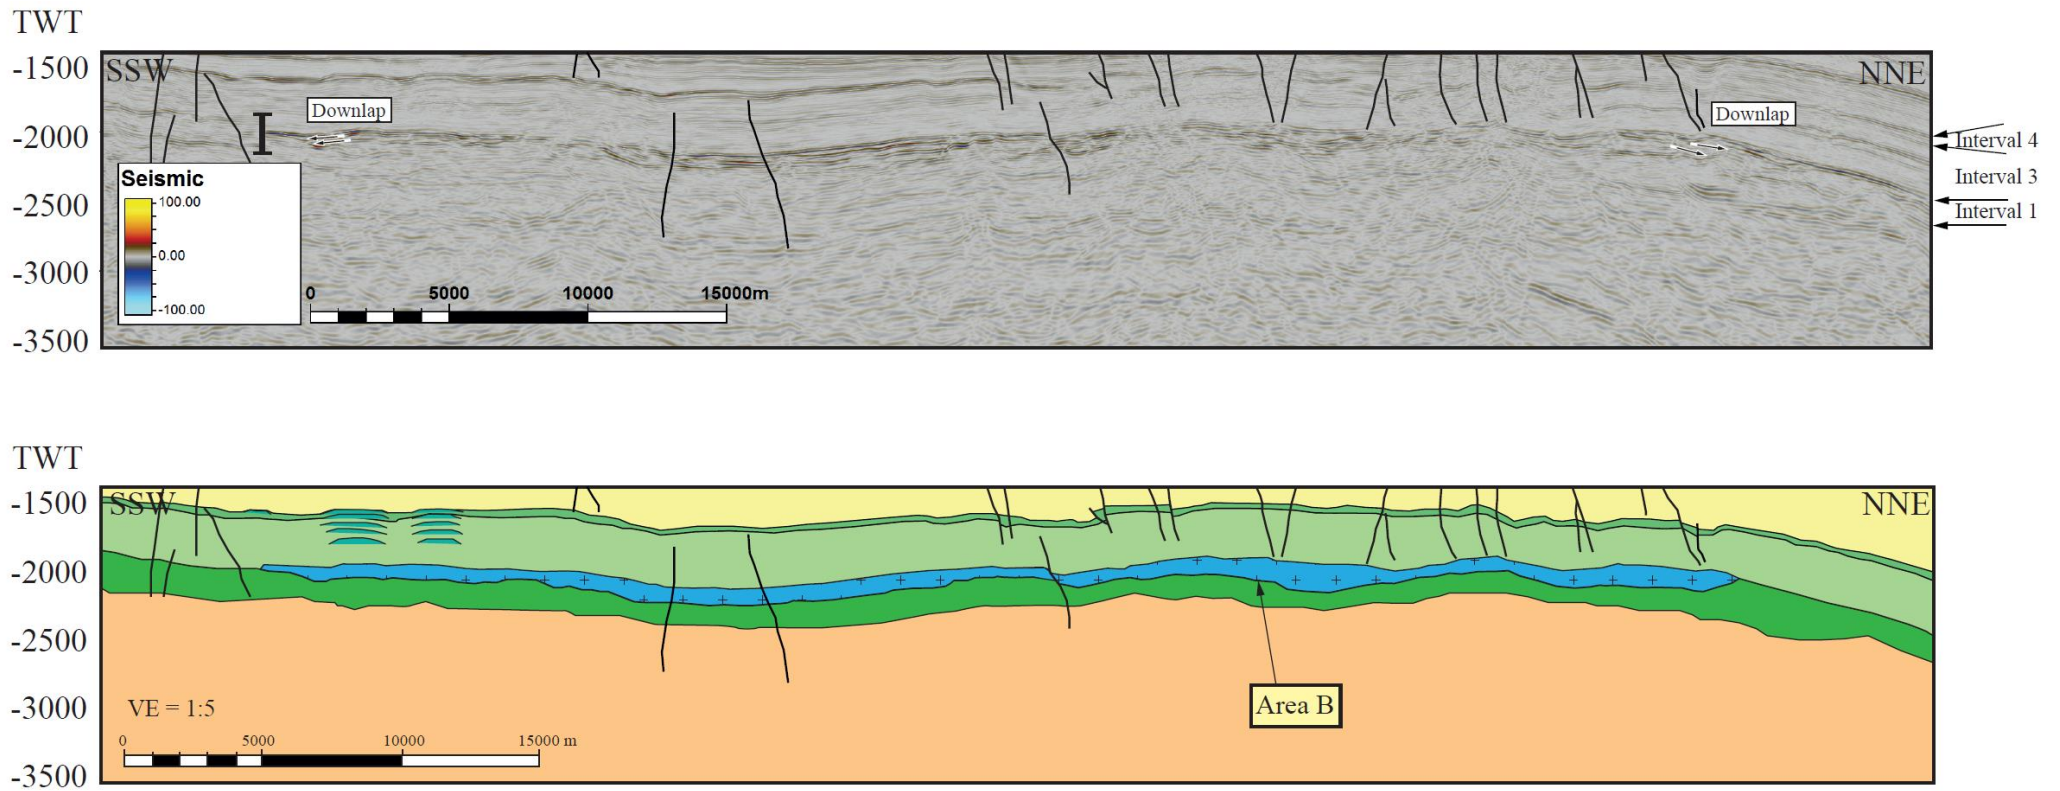 TWT
-1500
-2000
-2500
-3000
-3500
SSW
NNE
Downlap
Downlap
Interval 4
Interval 3
Interval 1
Seismic
100.00
0.00
-100.00
0 5000 10000 15000m
TWT
-1500
-2000
-2500
-3000
-3500
SSW
NNE
Area B
VE = 1:5
0 5000 10000 15000 m